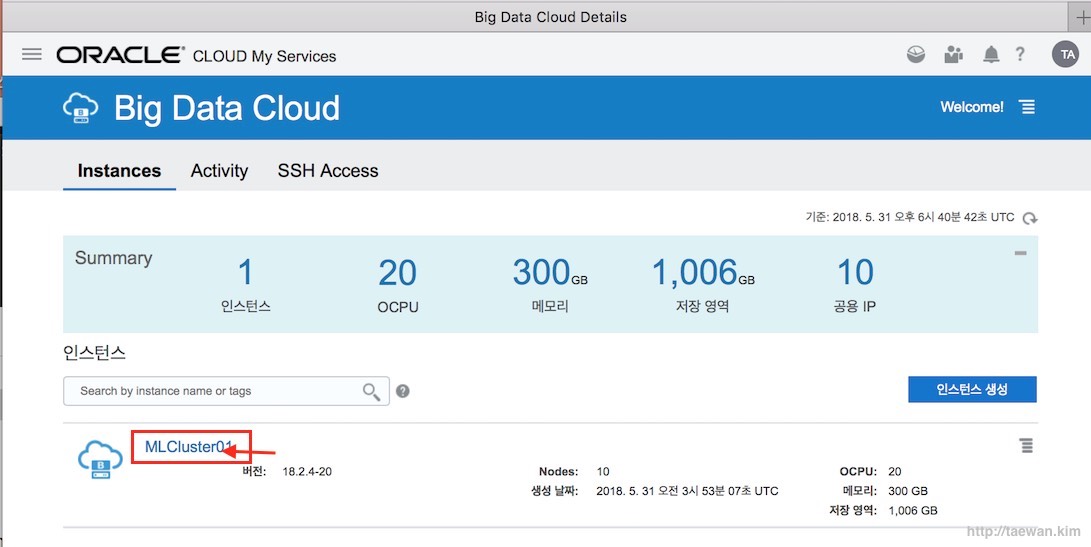 Big Data Cloud Details
ORACLE® CLOUD My Services
TA
Big Data Cloud
Welcome!
Instances Activity SSH Access
기준: 2018. 5. 31 오후 6시 40분 42초 UTC
Summary
1 20 300GB 1,006GB 10
인스턴스 OCPU 메모리 저장 영역 공용 IP
인스턴스
Search by instance name or tags
인스턴스 생성
MLCluster01
버전: 18.2.4-20 Nodes: 10 OCPU: 20
생성 날짜: 2018. 5. 31 오전 3시 53분 07초 UTC 메모리: 300 GB
저장 영역: 1,006 GB
http://taewan.kim